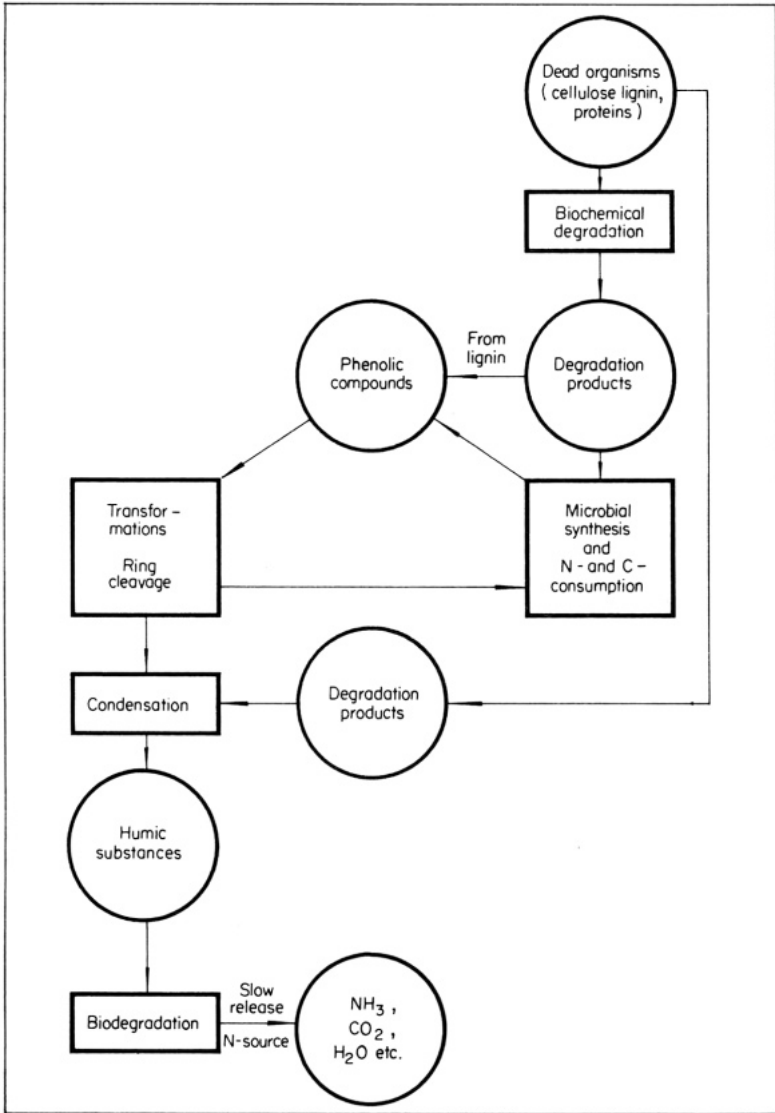 Dead organisms
( cellulose lignin,
proteins )
Biochemical
degradation
From
lignin
Phenolic
compounds
Degradation
products
Transfor-
mations
Ring
cleavage
Microbial
synthesis
and
N-and C-
consumption
Condensation
Degradation
products
Humic
substances
Biodegradation
Slow
release
N-source
NH₃ ,
CO₂ ,
H₂O etc.